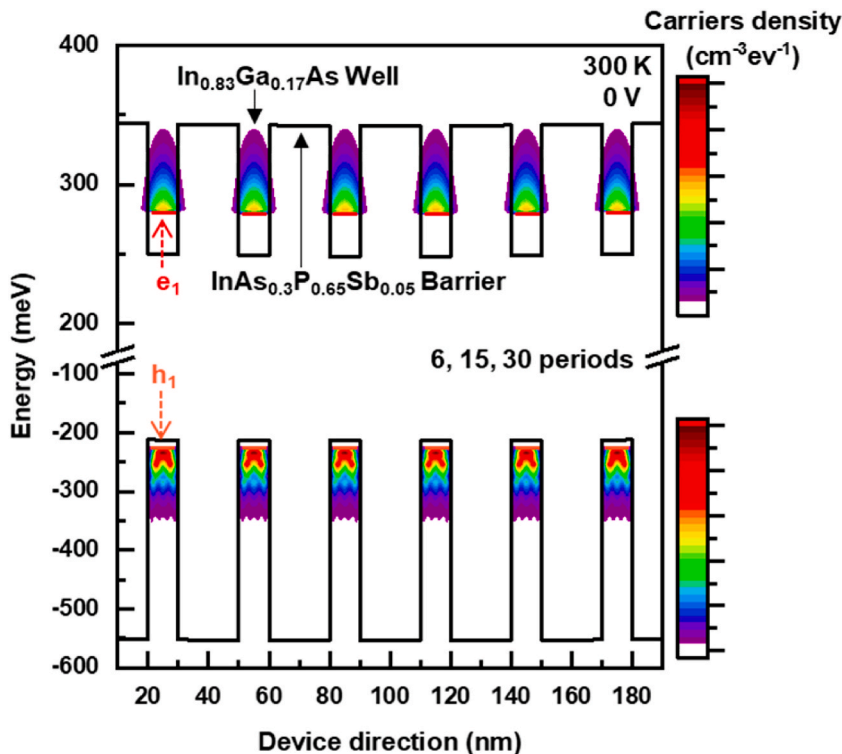 Carriers density
(cm⁻³ev⁻¹)
400
In₀.₈₃Ga₀.₁₇As Well
300 K
0 V
300
e₁
InAs₀.₃P₀.₆₅Sb₀.₀₅ Barrier
200
Energy (meV)
6, 15, 30 periods
-100
h₁
-200
-300
-400
-500
-600
20 40 60 80 100 120 140 160 180
Device direction (nm)